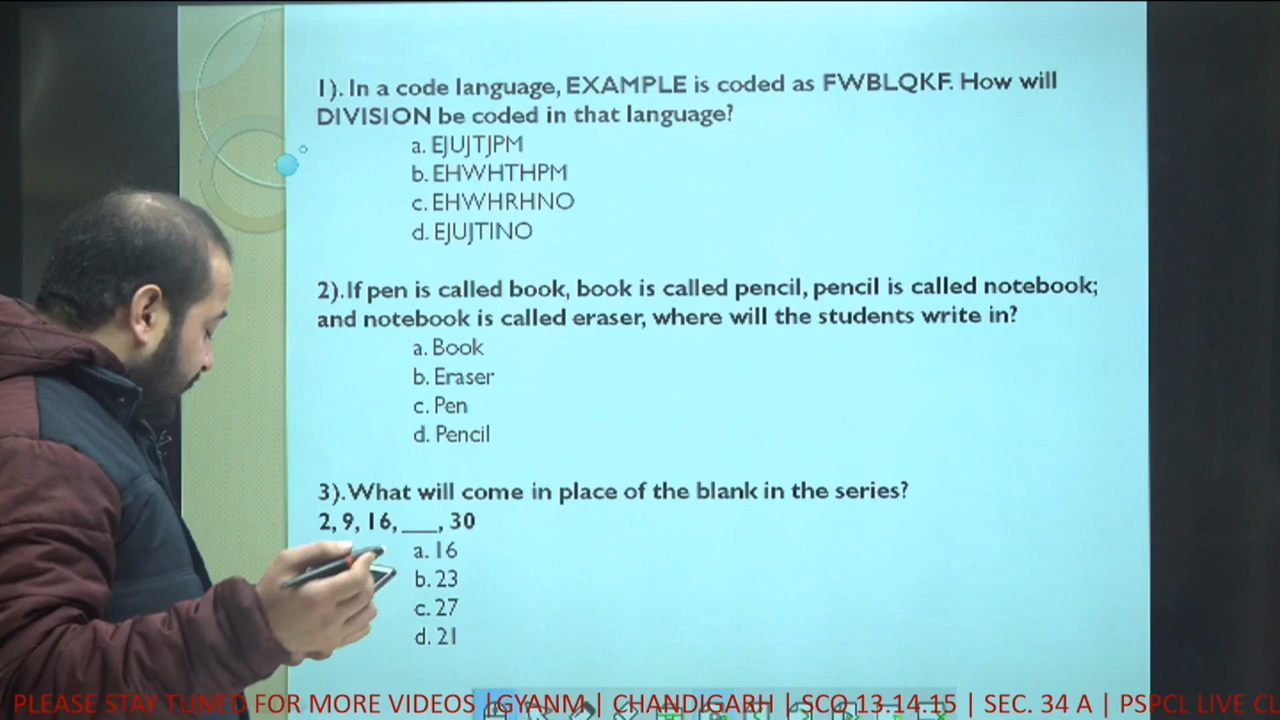 1). In a code language, EXAMPLE is coded as FWBLQKF. How will
DIVISION be coded in that language?
a. EJUJTJPM
b. EHWHTHPM
c. EHWHRHNO
d. EJUJTINO
2).If pen is called book, book is called pencil, pencil is called notebook;
and notebook is called eraser, where will the students write in?
a. Book
b. Eraser
c. Pen
d. Pencil
3).What will come in place of the blank in the series?
2, 9, 16, ___, 30
a. 16
b. 23
c. 27
d. 21
PLEASE STAY TUNED FOR MORE VIDEOS | GYANM | CHANDIGARH | SCO 13.14.15 | SEC. 34 A | PSPCL LIVE